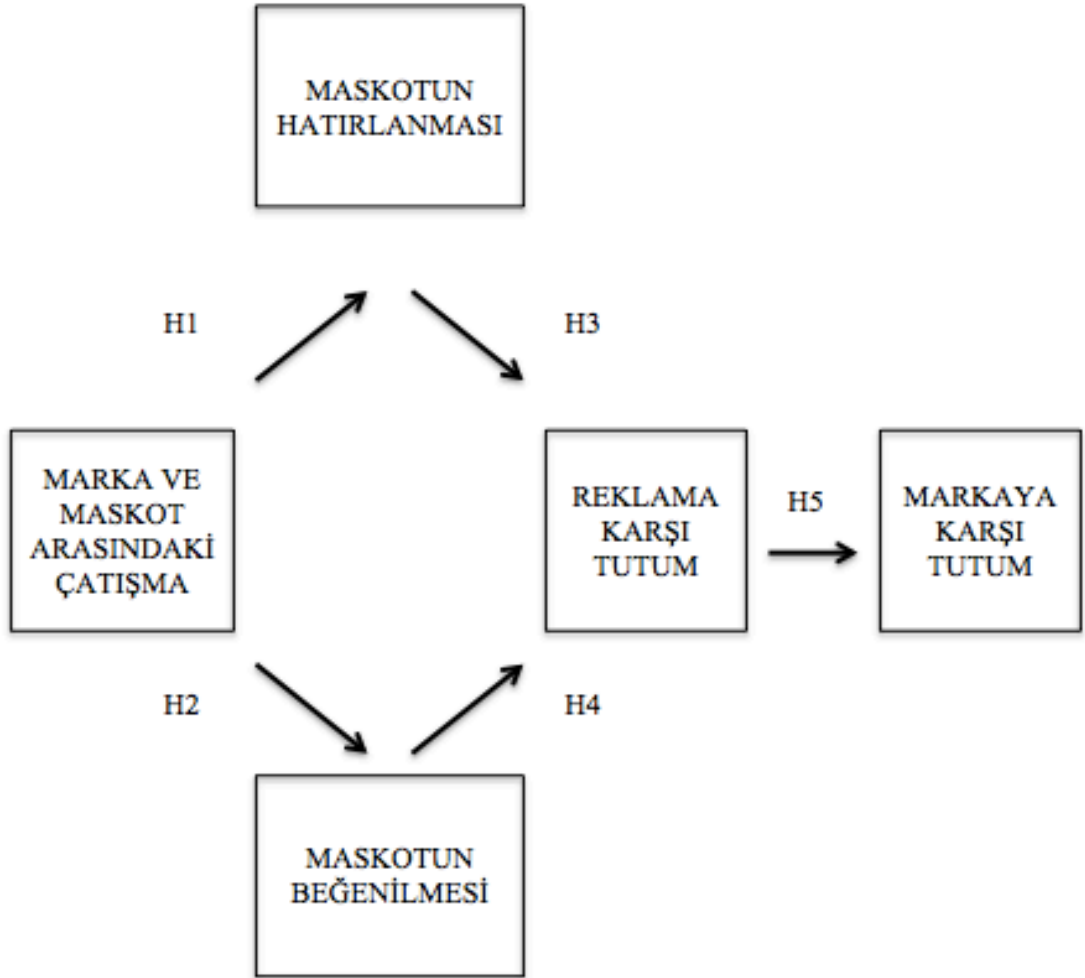 MASKOTUN
HATIRLANMASI
H1
H3
MARKA VE
MASKOT
ARASINDAKİ
ÇATIŞMA
REKLAMA
KARŞI
TUTUM
H5
MARKAYA
KARŞI
TUTUM
H2
H4
MASKOTUN
BEĞENİLMESİ